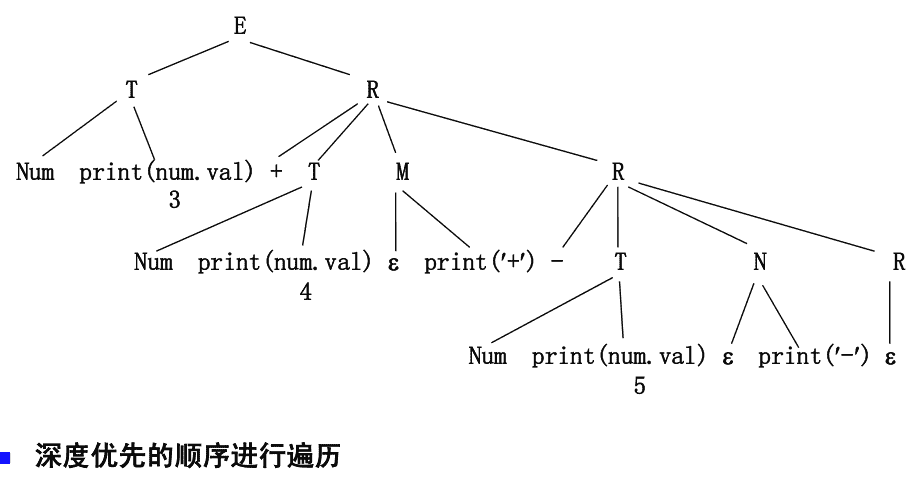 E
T R
Num print(num.val) + T M R
3
Num print(num.val) ε print('+') - T N R
4
Num print(num.val) ε print('-') ε
5
深度优先的顺序进行遍历